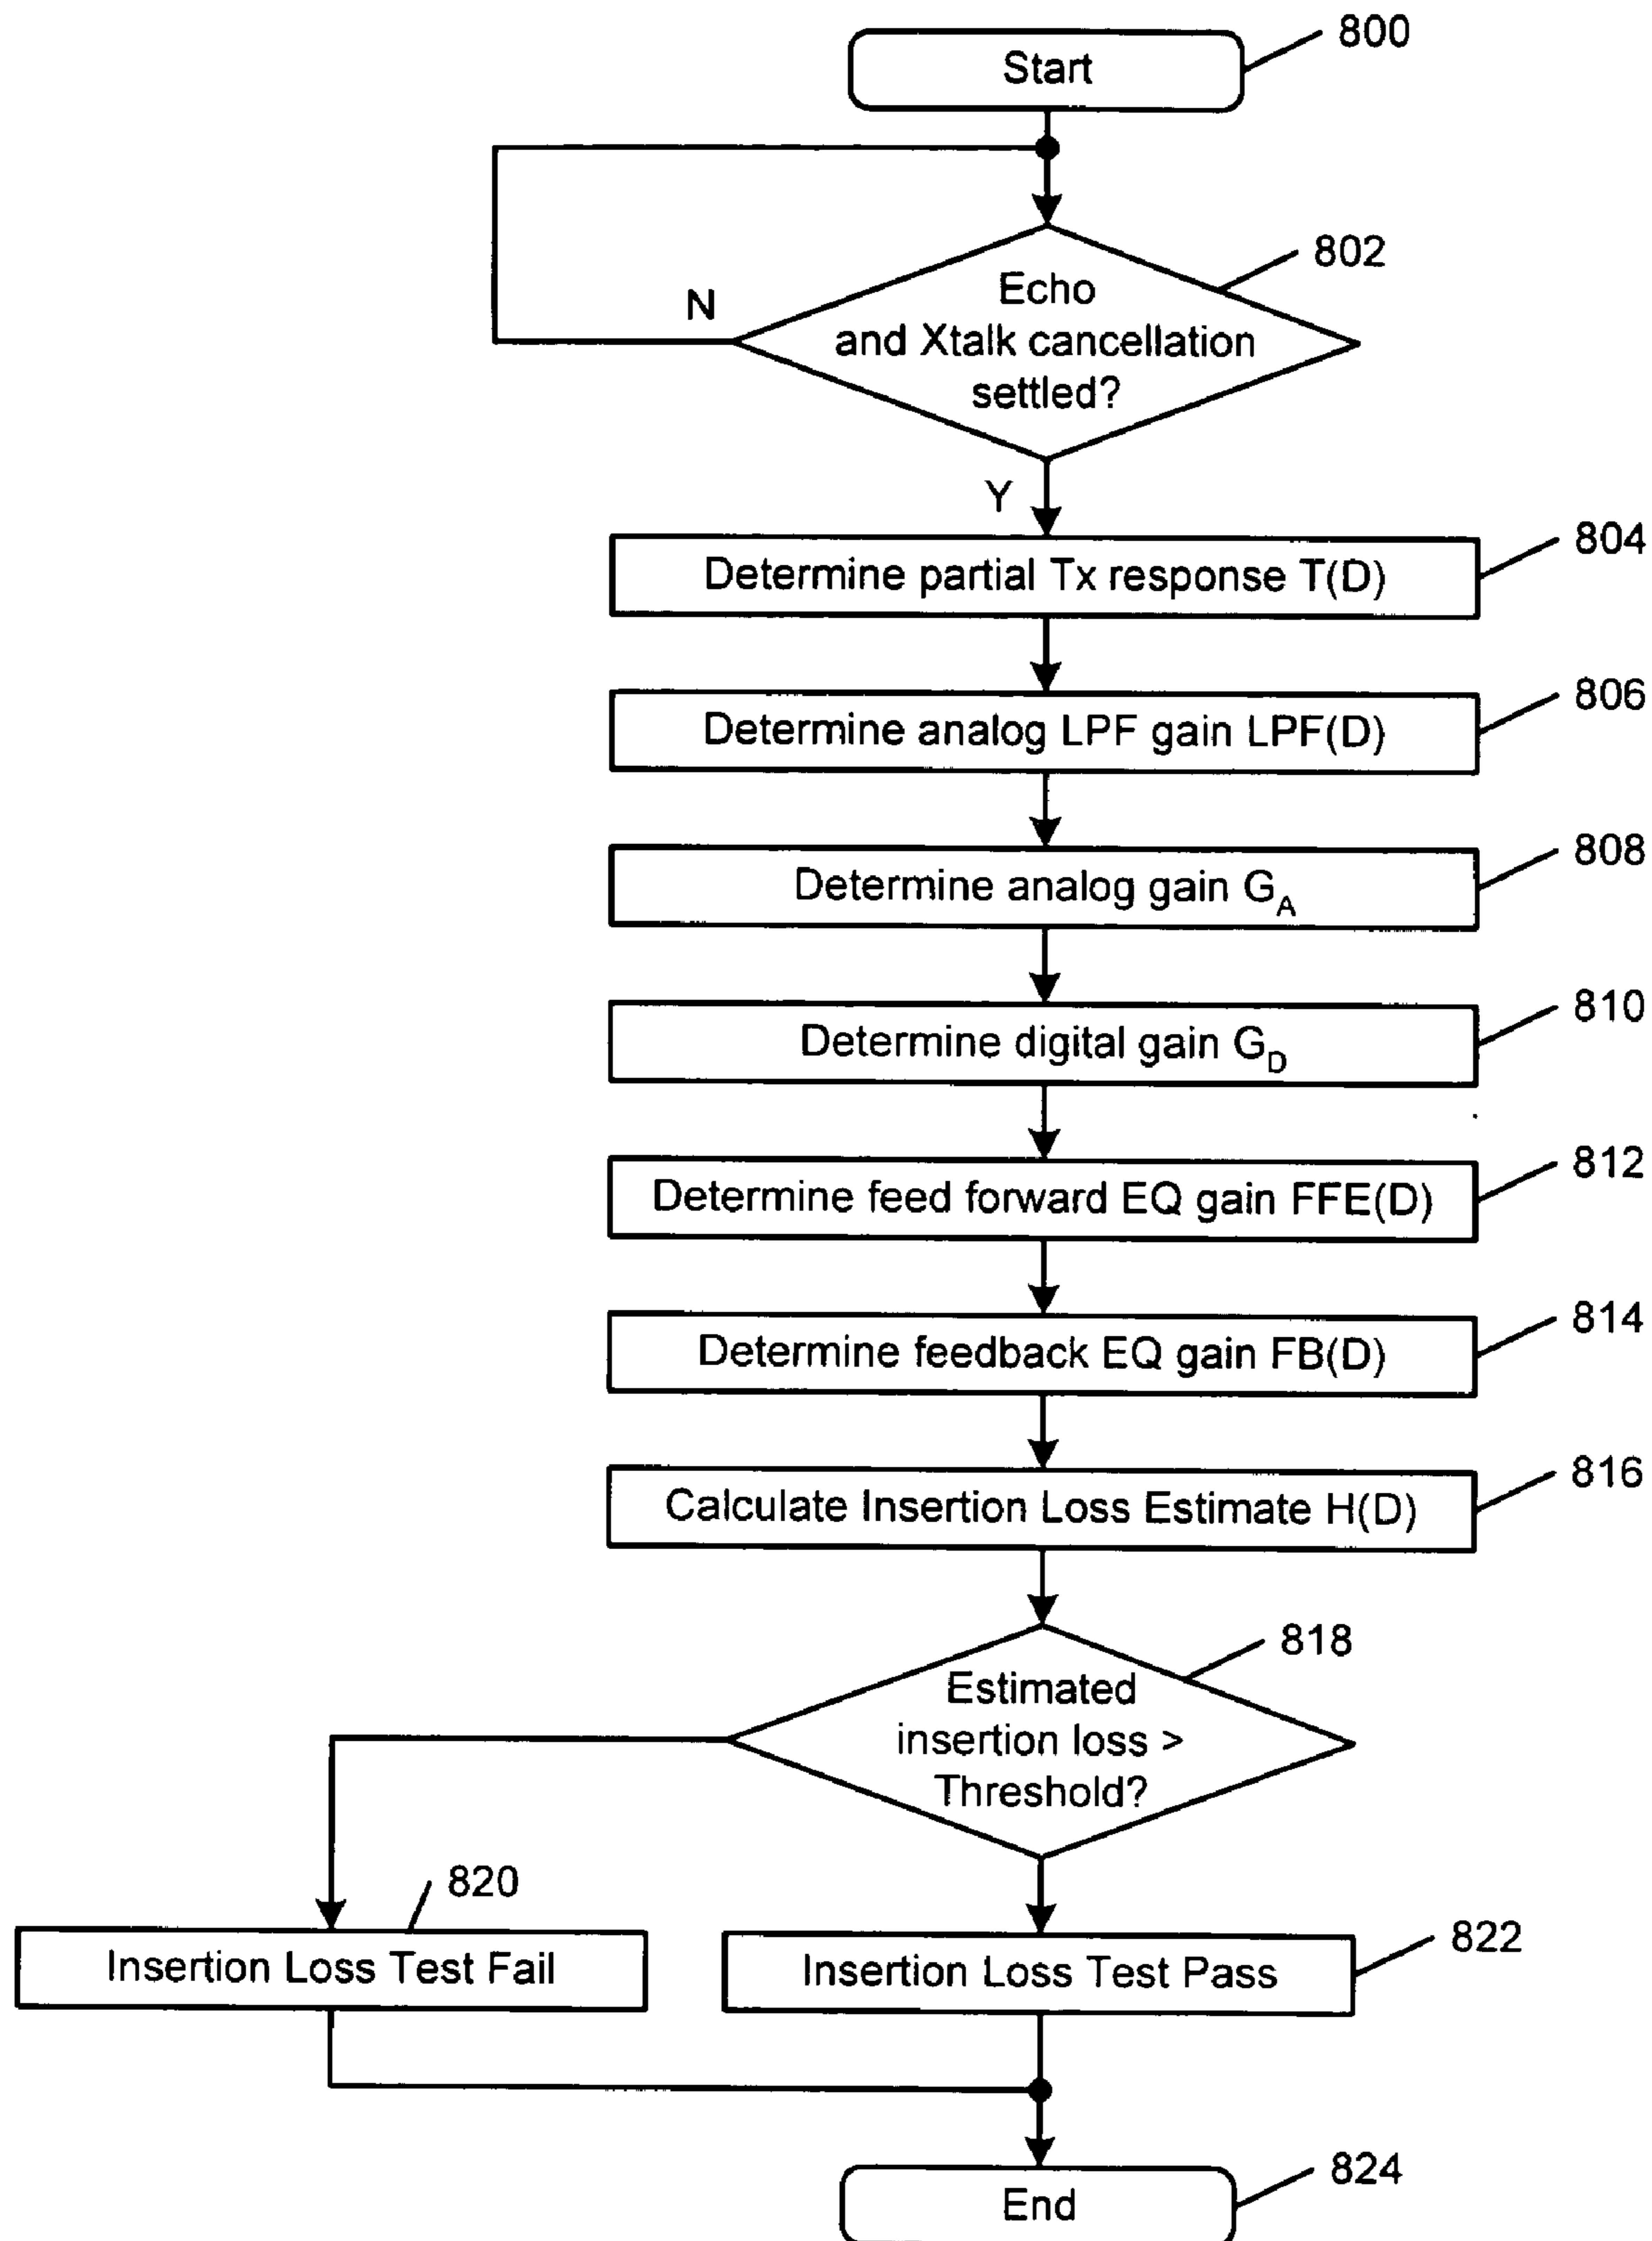 800
Start
802
Echo
and Xtalk cancellation
settled?
N
Y
804
Determine partial Tx response T(D)
806
Determine analog LPF gain LPF(D)
808
Determine analog gain G_A
810
Determine digital gain G_D
812
Determine feed forward EQ gain FFE(D)
814
Determine feedback EQ gain FB(D)
816
Calculate Insertion Loss Estimate H(D)
818
Estimated
insertion loss >
Threshold?
820
Insertion Loss Test Fail
822
Insertion Loss Test Pass
824
End